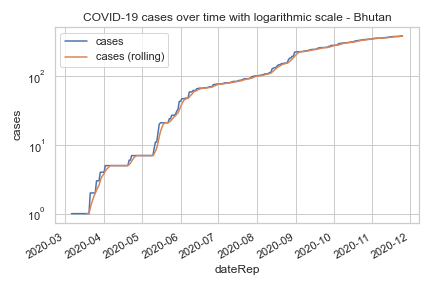 COVID-19 cases over time with logarithmic scale - Bhutan
cases
cases (rolling)
10²
10¹
10⁰
cases
2020-03
2020-04
2020-05
2020-06
2020-07
2020-08
2020-09
2020-10
2020-11
2020-12
dateRep